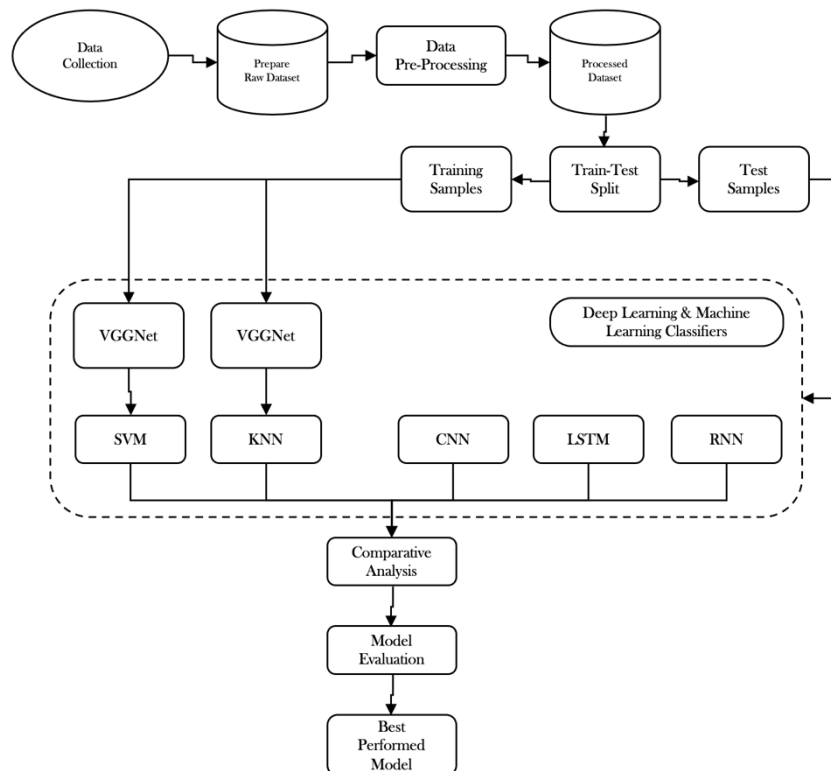 Data
Collection
Prepare
Raw Dataset
Data
Pre-Processing
Processed
Dataset
Training
Samples
Train-Test
Split
Test
Samples
Deep Learning & Machine
Learning Classifiers
VGGNet
VGGNet
SVM
KNN
CNN
LSTM
RNN
Comparative
Analysis
Model
Evaluation
Best
Performed
Model